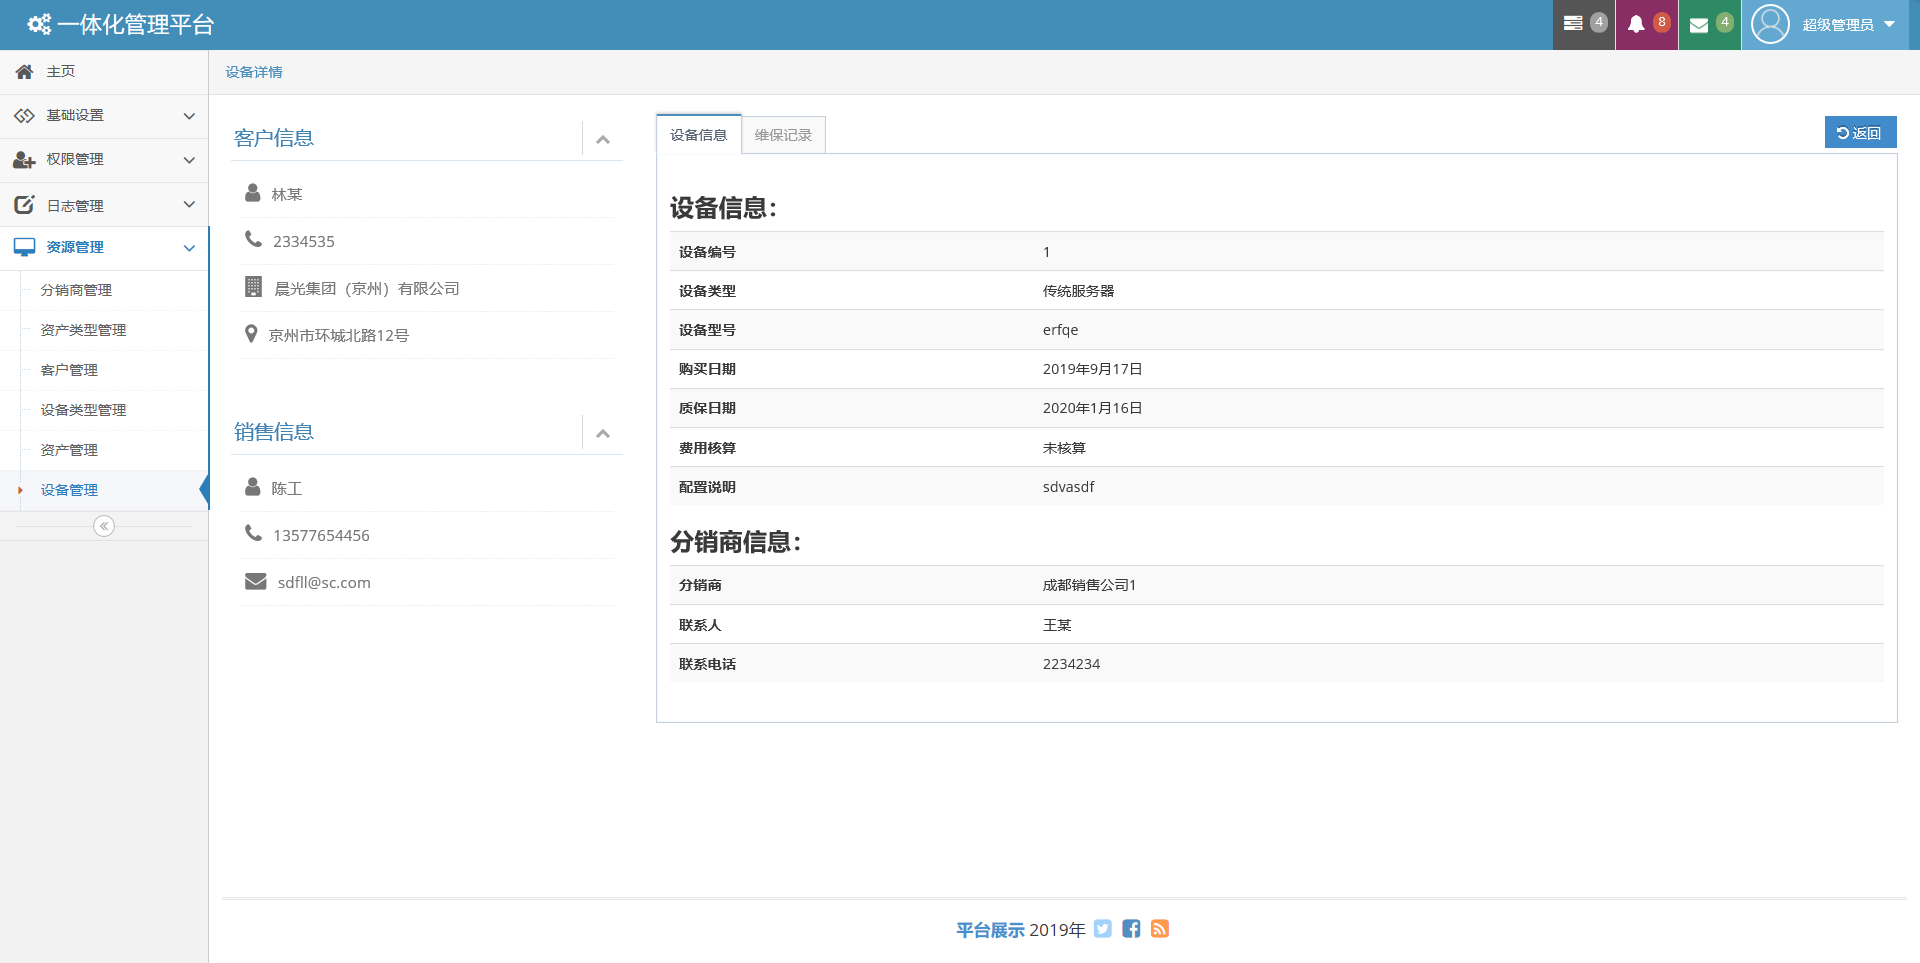 一体化管理平台
4
8
4
超级管理员
主页
基础设置
权限管理
日志管理
资源管理
分销商管理
资产类型管理
客户管理
设备类型管理
资产管理
设备管理
设备详情
客户信息
林某
2334535
晨光集团（京州）有限公司
京州市环城北路12号
销售信息
陈工
13577654456
sdfll@sc.com
设备信息
维保记录
返回
设备信息：
设备编号 1
设备类型 传统服务器
设备型号 erfqe
购买日期 2019年9月17日
质保日期 2020年1月16日
费用核算 未核算
配置说明 sdvasdf
分销商信息：
分销商 成都销售公司1
联系人 王某
联系电话 2234234
平台展示 2019年